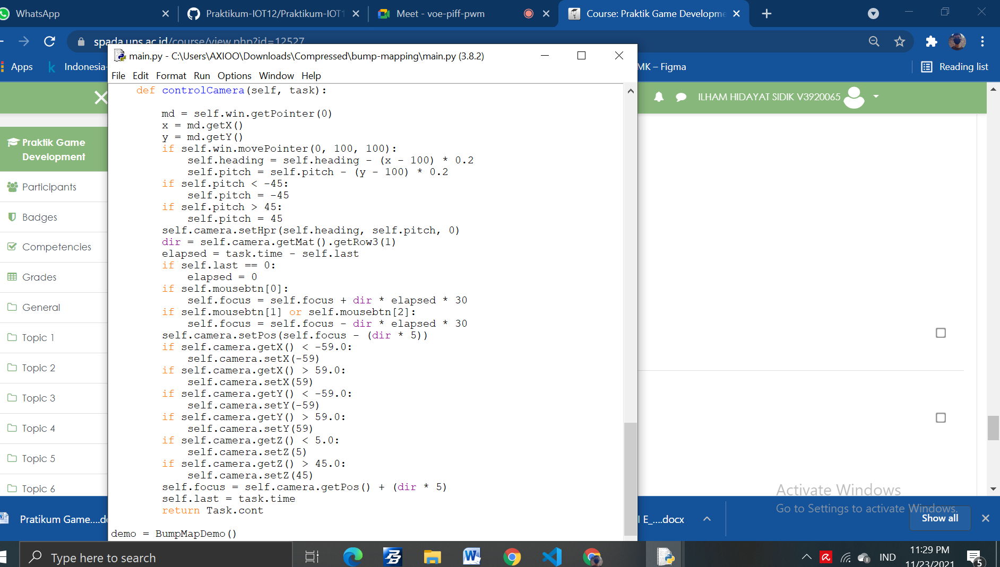 WhatsApp
Praktikum-IOT12/Praktikum-IOT1
Meet - voe-piff-pwm
Course: Praktik Game Developme
spada.uns.ac.id/course/view.php?id=12527
Apps
Indonesia-
MK – Figma
Reading list
main.py - C:\Users\AXIOO\Downloads\Compressed\bump-mapping\main.py (3.8.2)
File Edit Format Run Options Window Help
ILHAM HIDAYAT SIDIK V3920065
Praktik Game
Development
Participants
Badges
Competencies
Grades
General
Topic 1
Topic 2
Topic 3
Topic 4
Topic 5
Topic 6
    def controlCamera(self, task):

        md = self.win.getPointer(0)
        x = md.getX()
        y = md.getY()
        if self.win.movePointer(0, 100, 100):
            self.heading = self.heading - (x - 100) * 0.2
            self.pitch = self.pitch - (y - 100) * 0.2
        if self.pitch < -45:
            self.pitch = -45
        if self.pitch > 45:
            self.pitch = 45
        self.camera.setHpr(self.heading, self.pitch, 0)
        dir = self.camera.getMat().getRow3(1)
        elapsed = task.time - self.last
        if self.last == 0:
            elapsed = 0
        if self.mousebtn[0]:
            self.focus = self.focus + dir * elapsed * 30
        if self.mousebtn[1] or self.mousebtn[2]:
            self.focus = self.focus - dir * elapsed * 30
        self.camera.setPos(self.focus - (dir * 5))
        if self.camera.getX() < -59.0:
            self.camera.setX(-59)
        if self.camera.getX() > 59.0:
            self.camera.setX(59)
        if self.camera.getY() < -59.0:
            self.camera.setY(-59)
        if self.camera.getY() > 59.0:
            self.camera.setY(59)
        if self.camera.getZ() < 5.0:
            self.camera.setZ(5)
        if self.camera.getZ() > 45.0:
            self.camera.setZ(45)
        self.focus = self.camera.getPos() + (dir * 5)
        self.last = task.time
        return Task.cont

demo = BumpMapDemo()
Activate Windows
Go to Settings to activate Windows.
Pratikum Game....do
I E_....docx
Show all
Type here to search
IND
11:29 PM
11/23/2021
5